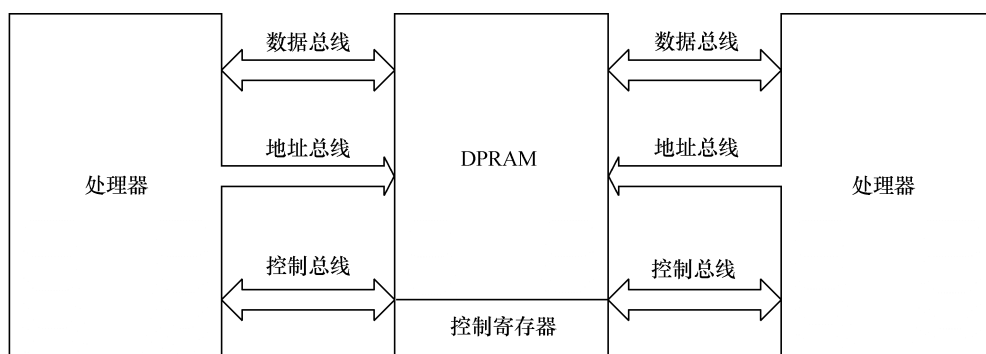 数据总线
数据总线
地址总线
DPRAM
地址总线
处理器
处理器
控制总线
控制总线
控制寄存器